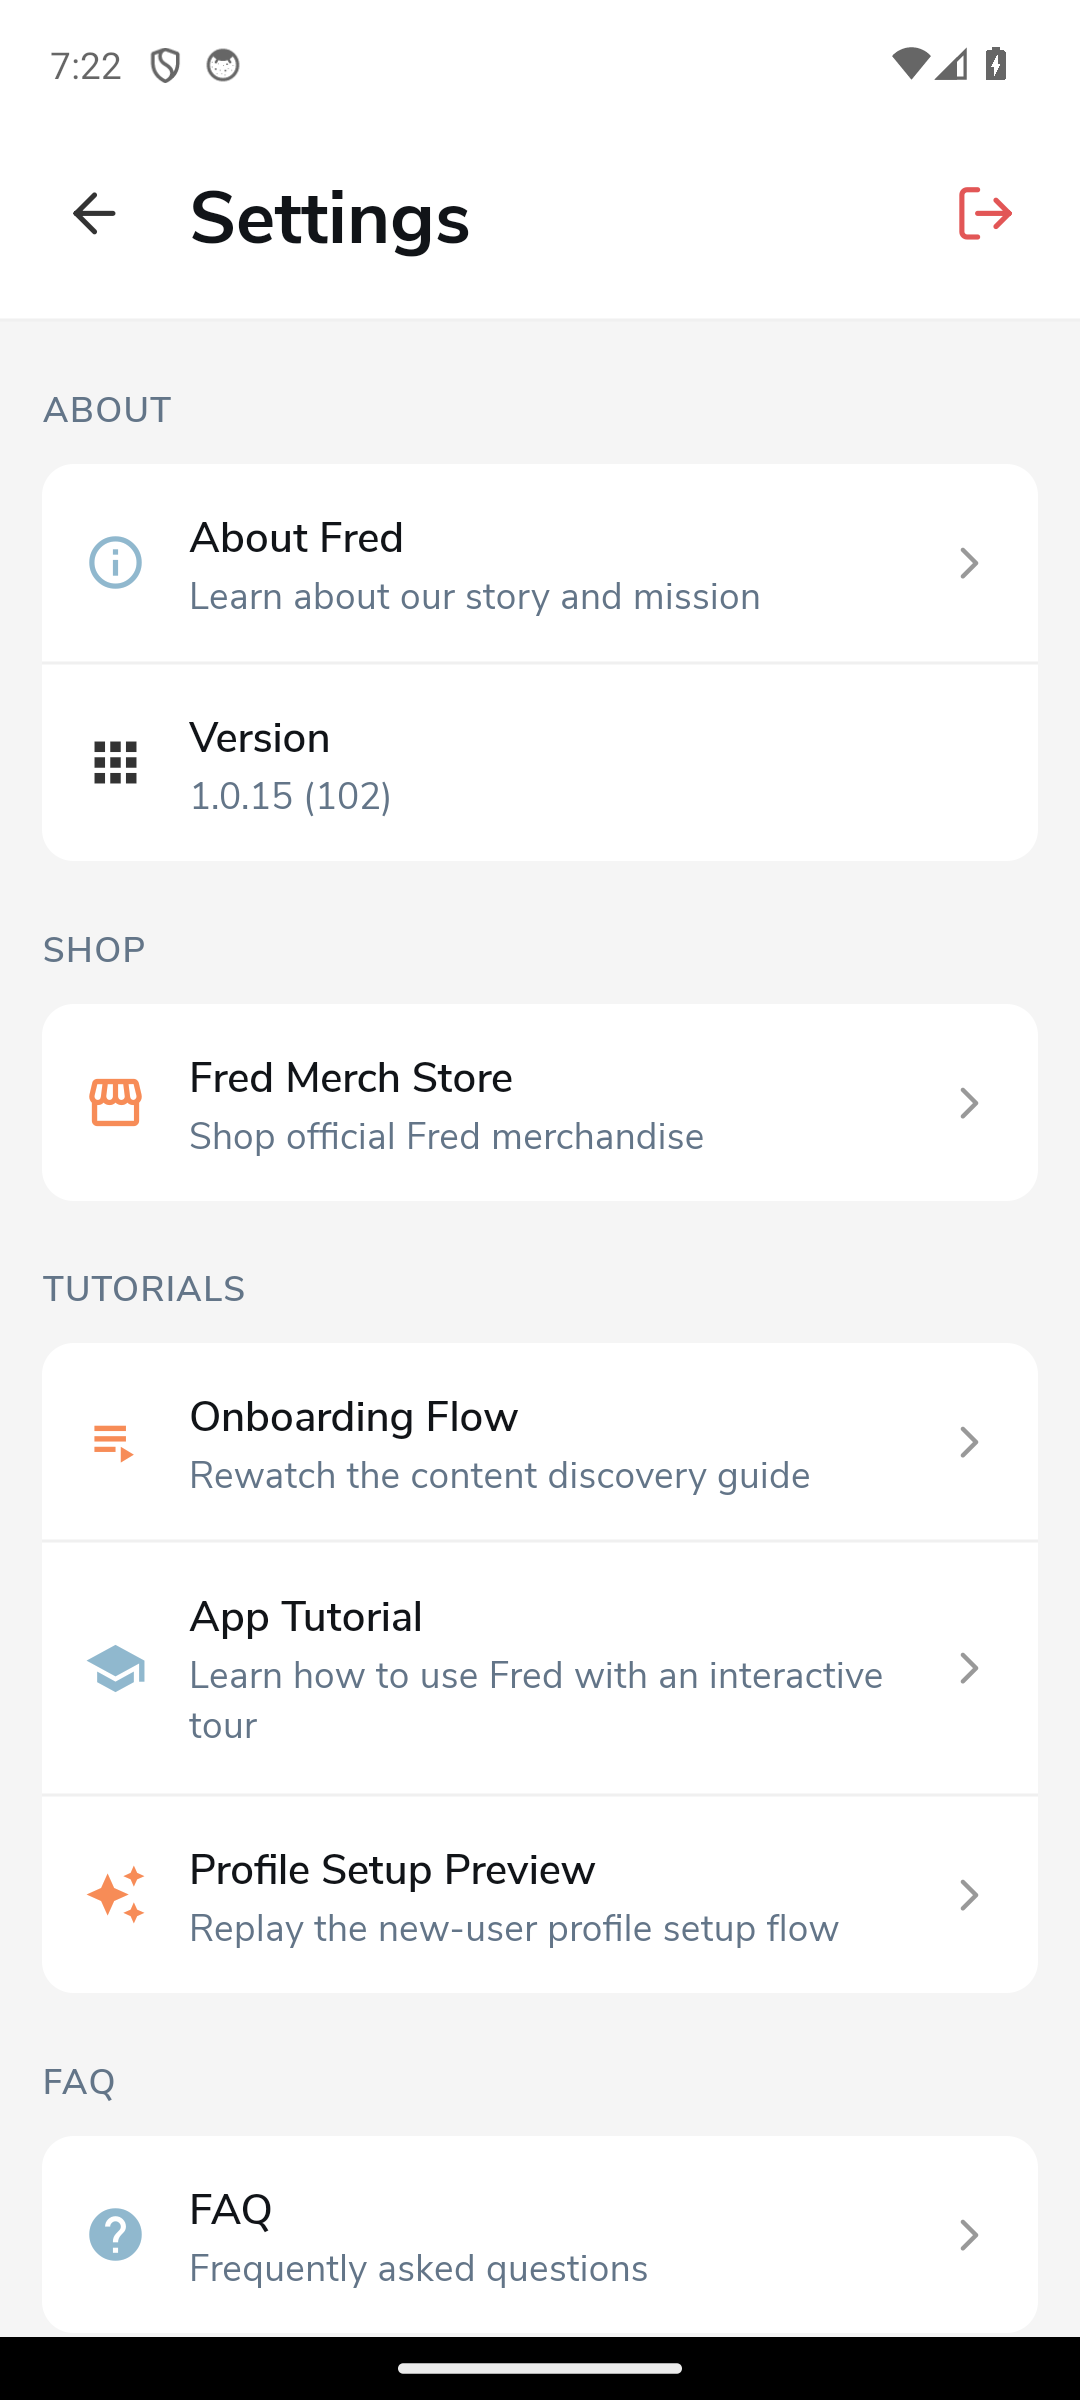 7:22
Settings
ABOUT
About Fred
Learn about our story and mission
Version
1.0.15 (102)
SHOP
Fred Merch Store
Shop official Fred merchandise
TUTORIALS
Onboarding Flow
Rewatch the content discovery guide
App Tutorial
Learn how to use Fred with an interactive
tour
Profile Setup Preview
Replay the new-user profile setup flow
FAQ
FAQ
Frequently asked questions